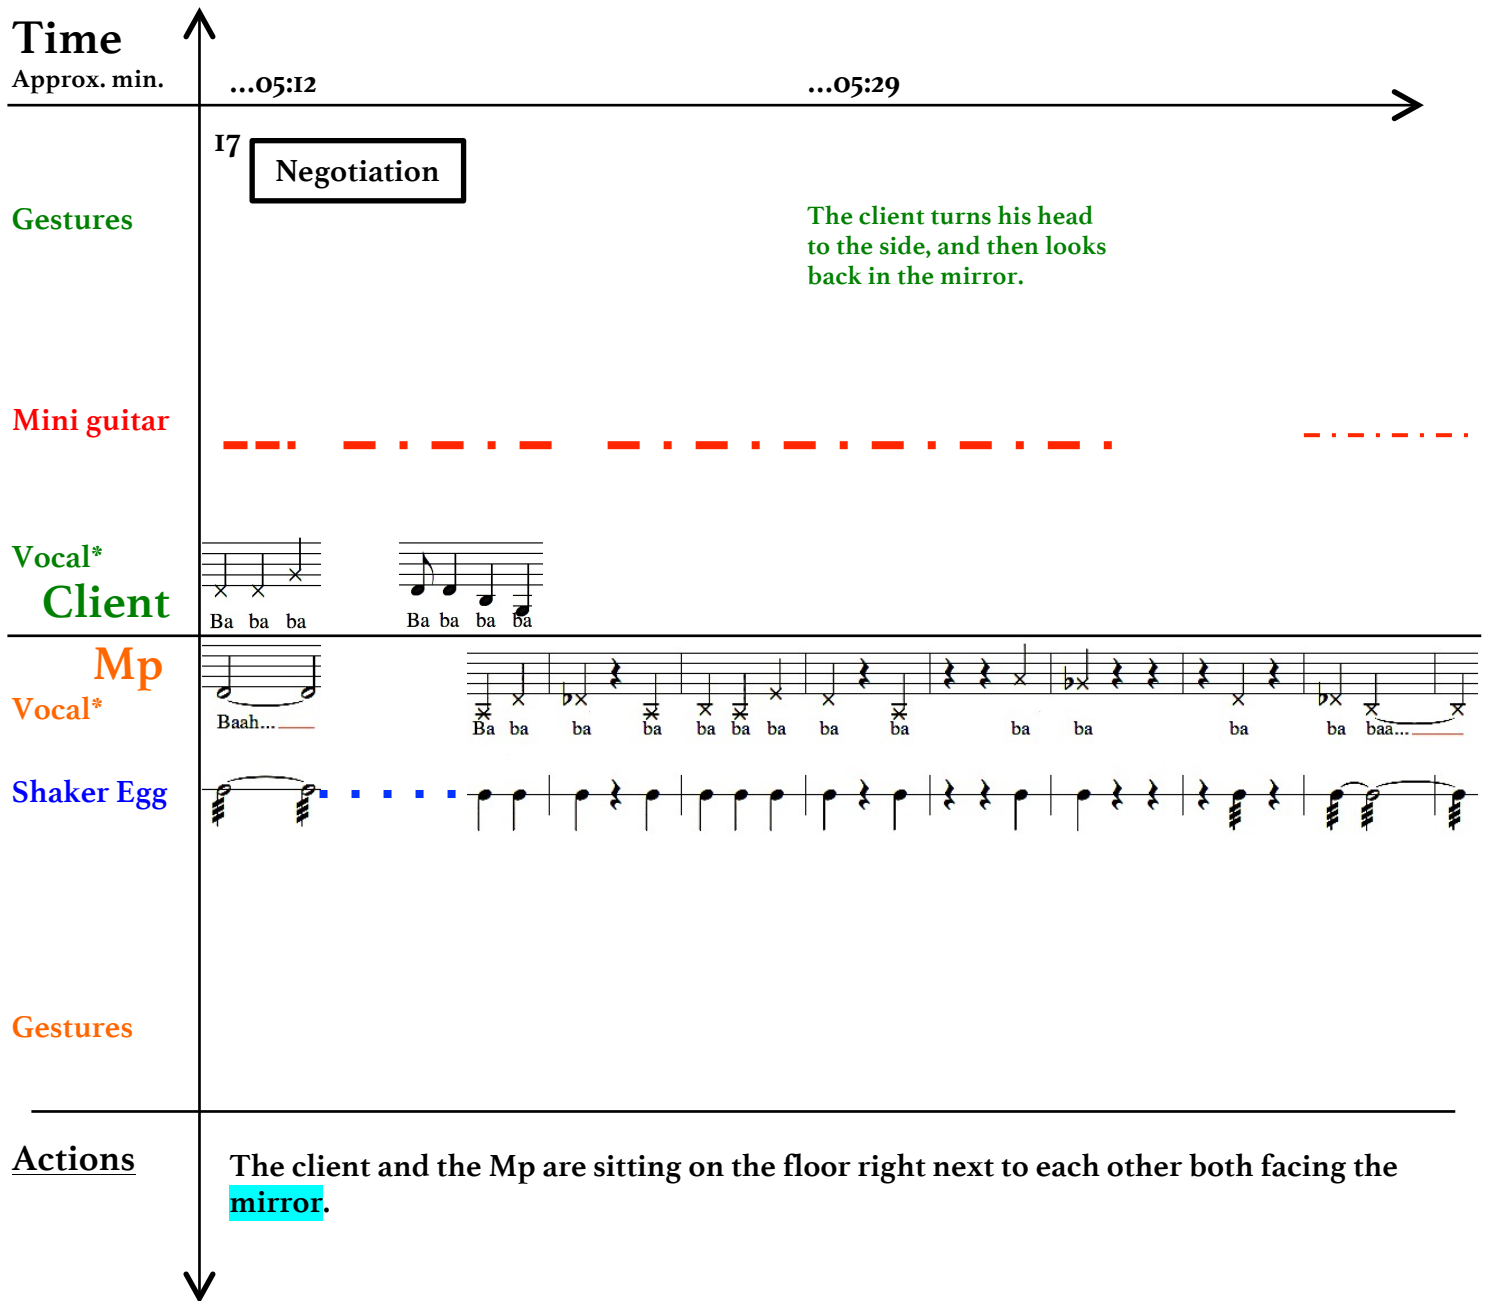 Time
Approx. min.
...05:12
...05:29
17
Negotiation
Gestures
The client turns his head
to the side, and then looks
back in the mirror.
Mini guitar
Vocal*
Client
Ba ba ba
Ba ba ba ba
Mp
Vocal*
Baah...
Ba ba ba ba ba ba ba ba ba ba ba ba ba baa...
Shaker Egg
Gestures
Actions
The client and the Mp are sitting on the floor right next to each other both facing the
mirror.